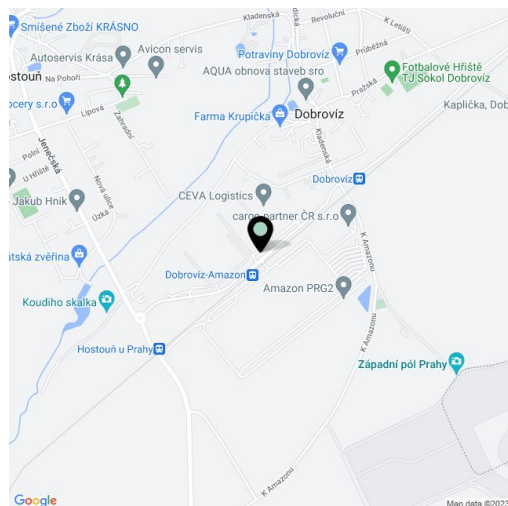 Smíšené Zboží KRÁSNO
Kladenská
Revoluční
K Letišti
Avicon servis
Autoservis Krása
Na Pohoří
Hostouň
Potraviny Dobrovíz
Průběžná
AQUA obnova staveb sro
Fotbalové Hřiště
TJ Sokol Dobrovíz
Pražská
ocery s.r.o
Lipová
Zahradní
Farma Krupička
Dobrovíz
Kaplička, Dob
Kladenská
Polní
Jenečská
U Hřiště
Nová ulice
Dobrovíz
CEVA Logistics
Jakub Hnik
Úzká
cargo-partner ČR s.r.o
K Amazonu
utská zvěřina
Dobrovíz-Amazon
Amazon PRG2
Koudiho skalka
K Amazonu
Hostouň u Prahy
Západní pól Prahy
K Amazonu
Google
Map data ©2023